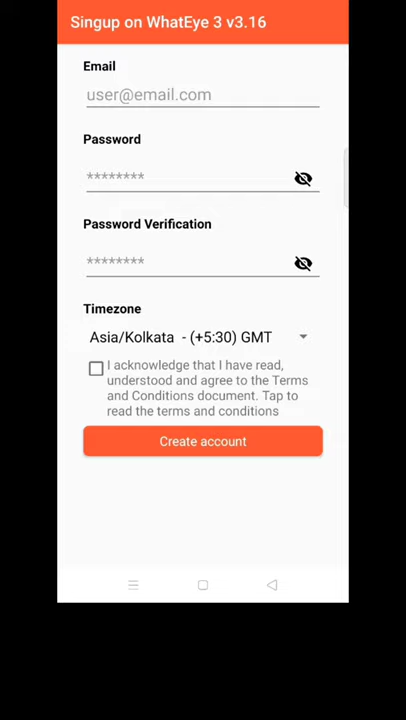 Singup on WhatEye 3 v3.16
Email
user@email.com
Password
********
Password Verification
********
Timezone
Asia/Kolkata - (+5:30) GMT
I acknowledge that I have read,
understood and agree to the Terms
and Conditions document. Tap to
read the terms and conditions
Create account